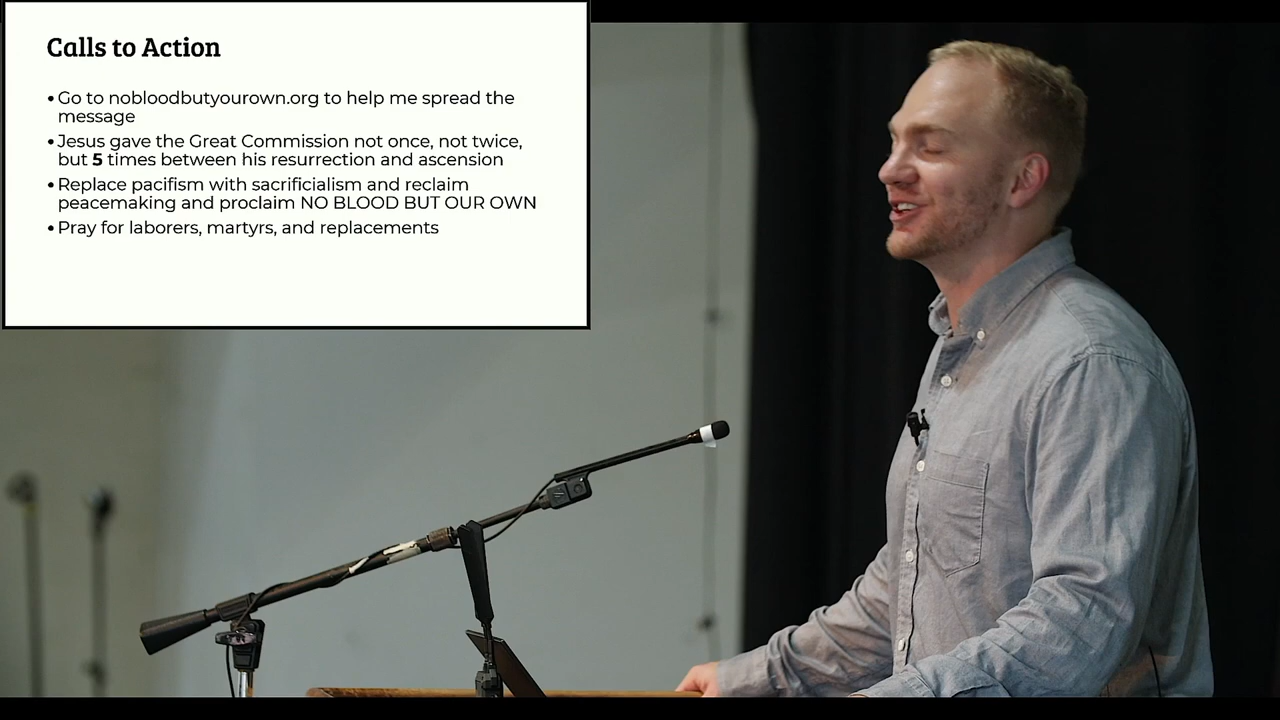 Calls to Action
•Go to nobloodbutyourown.org to help me spread the
message
•Jesus gave the Great Commission not once, not twice,
but 5 times between his resurrection and ascension
•Replace pacifism with sacrificialism and reclaim
peacemaking and proclaim NO BLOOD BUT OUR OWN
•Pray for laborers, martyrs, and replacements